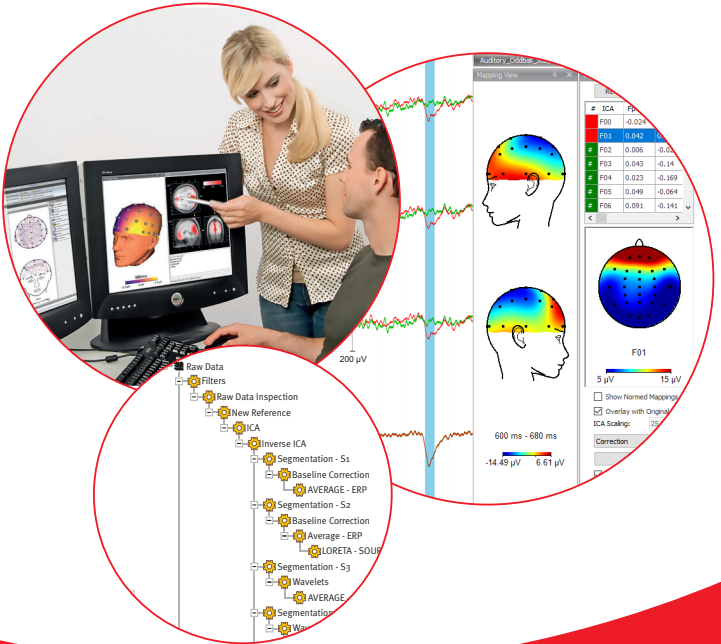 Auditory_Oddball_
Mapping View
# ICA
F00 -0.024
F01 0.042
# F02 0.006
# F03 0.043 -0.14
# F04 0.023 -0.169
# F05 0.049 -0.064
# F06 0.091 -0.141
F01
5 µV 15 µV
Show Normed Mappings
Overlay with Original
ICA Scaling:
Correction
200 µV
600 ms - 680 ms
-14.49 µV 6.61 µV
Raw Data
Filters
Raw Data Inspection
New Reference
ICA
Inverse ICA
Segmentation - S1
Baseline Correction
AVERAGE - ERP
Segmentation - S2
Baseline Correction
Average - ERP
LORETA - SOUR
Segmentation - S3
Wavelets
AVERAGE
Segmentation